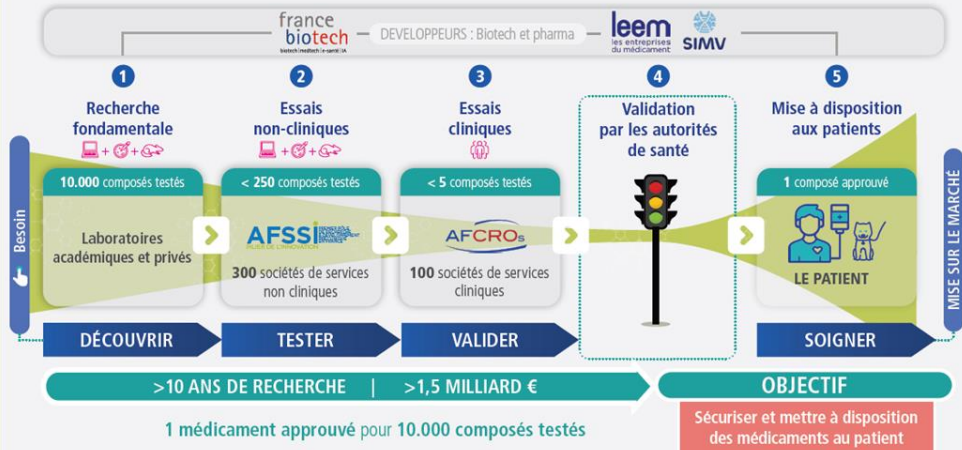 france
biotech
biotech|medtech|e-santé|IA
DEVELOPPEURS : Biotech et pharma
leem
les entreprises
du médicament
SIMV
1
Recherche
fondamentale
2
Essais
non-cliniques
3
Essais
cliniques
4
Validation
par les autorités
de santé
5
Mise à disposition
aux patients
Besoin
10.000 composés testés
Laboratoires
académiques et privés
< 250 composés testés
AFSSI
300 sociétés de services
non cliniques
< 5 composés testés
AFCROs
100 sociétés de services
cliniques
1 composé approuvé
LE PATIENT
MISE SUR LE MARCHÉ
DÉCOUVRIR
TESTER
VALIDER
SOIGNER
>10 ANS DE RECHERCHE | >1,5 MILLIARD €
OBJECTIF
1 médicament approuvé pour 10.000 composés testés
Sécuriser et mettre à disposition
des médicaments au patient